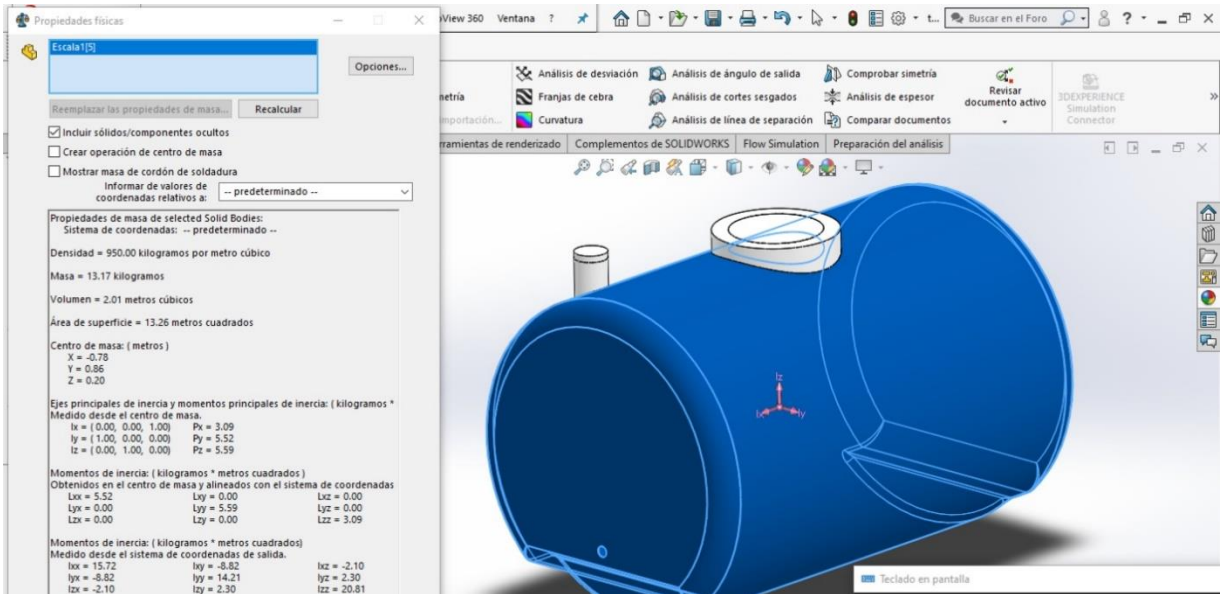 Propiedades físicas
View 360 Ventana ?
t...
Buscar en el Foro
?
Escala1[5]
Opciones...
Reemplazar las propiedades de masa...
Recalcular
Incluir sólidos/componentes ocultos
Crear operación de centro de masa
Mostrar masa de cordón de soldadura
Informar de valores de
coordenadas relativos a:
-- predeterminado --
Propiedades de masa de selected Solid Bodies:
Sistema de coordenadas: -- predeterminado --
Densidad = 950.00 kilogramos por metro cúbico
Masa = 13.17 kilogramos
Volumen = 2.01 metros cúbicos
Área de superficie = 13.26 metros cuadrados
Centro de masa: ( metros )
X = -0.78
Y = 0.86
Z = 0.20
Ejes principales de inercia y momentos principales de inercia: ( kilogramos *
Medido desde el centro de masa.
Ix = ( 0.00, 0.00, 1.00) Px = 3.09
Iy = ( 1.00, 0.00, 0.00) Py = 5.52
Iz = ( 0.00, 1.00, 0.00) Pz = 5.59
Momentos de inercia: ( kilogramos * metros cuadrados )
Obtenidos en el centro de masa y alineados con el sistema de coordenadas
Lxx = 5.52 Lxy = 0.00 Lxz = 0.00
Lyx = 0.00 Lyy = 5.59 Lyz = 0.00
Lzx = 0.00 Lzy = 0.00 Lzz = 3.09
Momentos de inercia: ( kilogramos * metros cuadrados)
Medido desde el sistema de coordenadas de salida.
Ixx = 15.72 Ixy = -8.82 Ixz = -2.10
Iyx = -8.82 Iyy = 14.21 Iyz = 2.30
Izx = -2.10 Izy = 2.30 Izz = 20.81
Análisis de desviación
Análisis de ángulo de salida
Comprobar simetría
Revisar
documento activo
3DEXPERIENCE
Simulation
Connector
metría
Franjas de cebra
Análisis de cortes sesgados
Análisis de espesor
importación...
Curvatura
Análisis de línea de separación
Comparar documentos
rramientas de renderizado
Complementos de SOLIDWORKS
Flow Simulation
Preparación del análisis
Iz
Ix
Iy
Teclado en pantalla